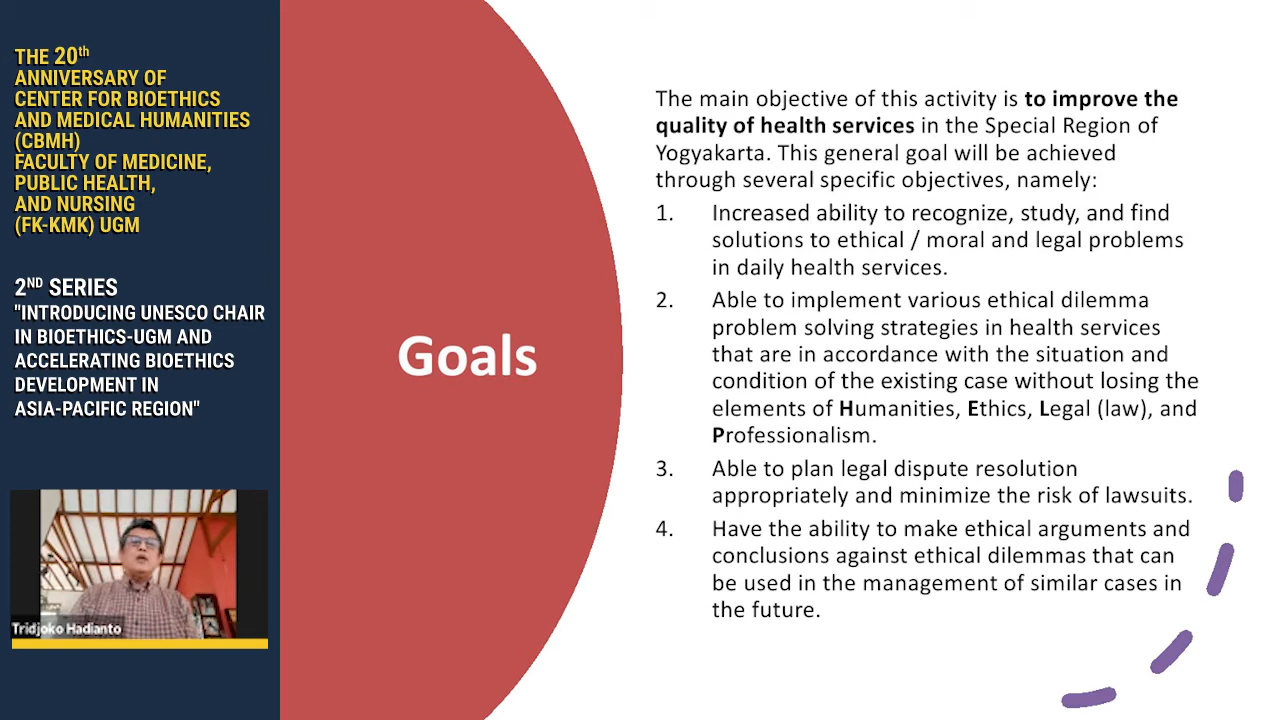 THE 20th
ANNIVERSARY OF
CENTER FOR BIOETHICS
AND MEDICAL HUMANITIES
(CBMH)
FACULTY OF MEDICINE,
PUBLIC HEALTH,
AND NURSING
(FK-KMK) UGM
2ND SERIES
"INTRODUCING UNESCO CHAIR
IN BIOETHICS-UGM AND
ACCELERATING BIOETHICS
DEVELOPMENT IN
ASIA-PACIFIC REGION"
Tridjoko Hadianto
Goals
The main objective of this activity is to improve the
quality of health services in the Special Region of
Yogyakarta. This general goal will be achieved
through several specific objectives, namely:
1. Increased ability to recognize, study, and find
solutions to ethical / moral and legal problems
in daily health services.
2. Able to implement various ethical dilemma
problem solving strategies in health services
that are in accordance with the situation and
condition of the existing case without losing the
elements of Humanities, Ethics, Legal (law), and
Professionalism.
3. Able to plan legal dispute resolution
appropriately and minimize the risk of lawsuits.
4. Have the ability to make ethical arguments and
conclusions against ethical dilemmas that can
be used in the management of similar cases in
the future.